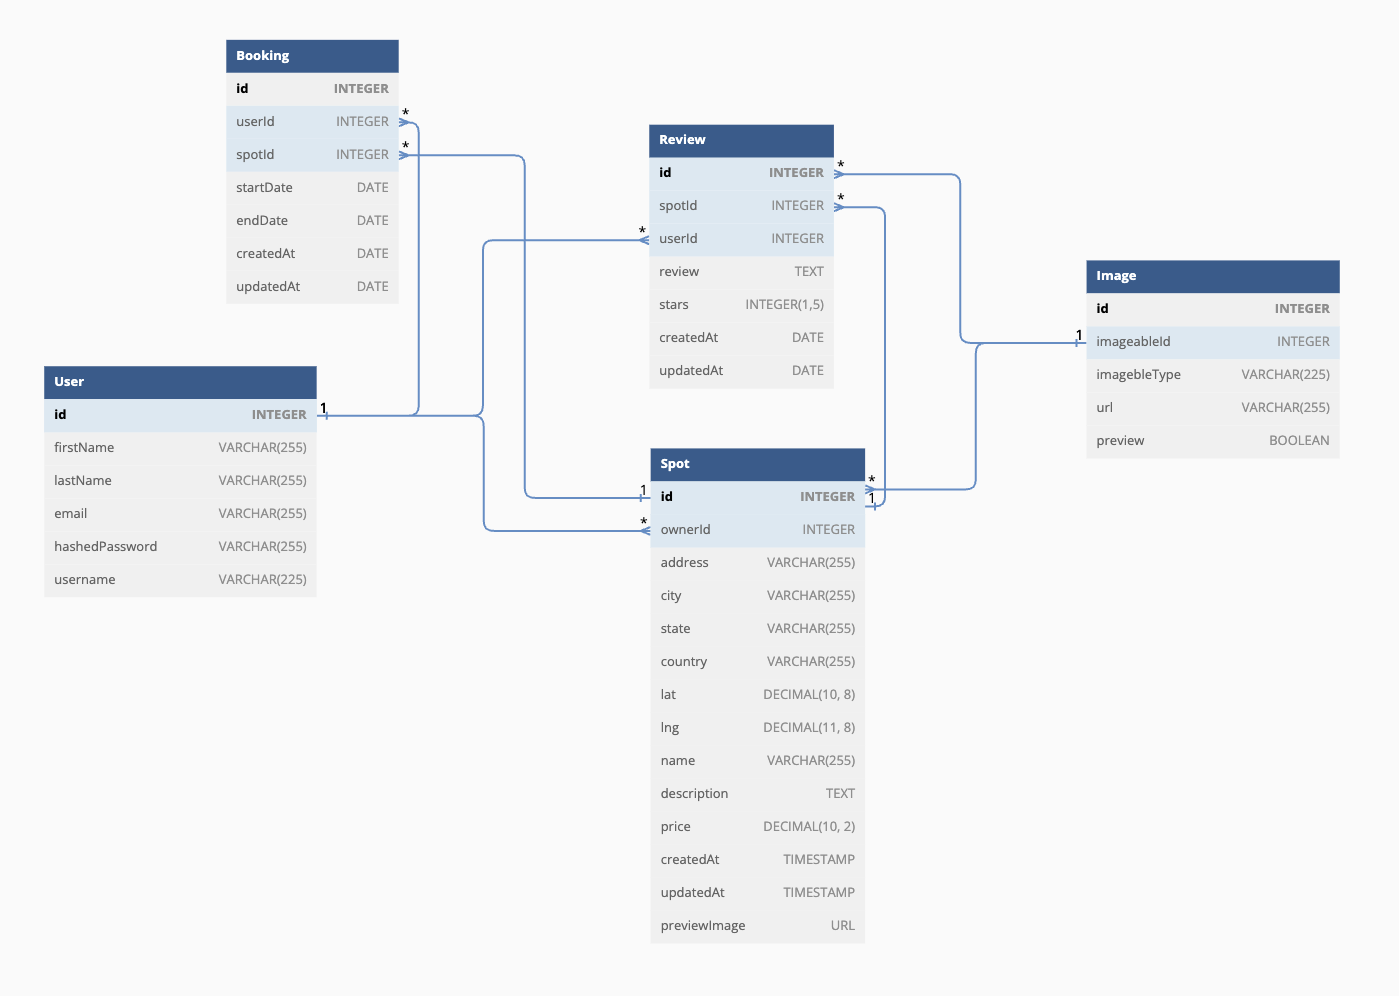 Booking
id INTEGER
userId INTEGER *
spotId INTEGER *
startDate DATE
endDate DATE
createdAt DATE
updatedAt DATE
Review
id INTEGER *
spotId INTEGER *
* userId INTEGER
review TEXT
stars INTEGER(1,5)
createdAt DATE
updatedAt DATE
Image
id INTEGER
1 imageableId INTEGER
imagebleType VARCHAR(225)
url VARCHAR(255)
preview BOOLEAN
User
id INTEGER 1
firstName VARCHAR(255)
lastName VARCHAR(255)
email VARCHAR(255)
hashedPassword VARCHAR(255)
username VARCHAR(225)
Spot
1 id INTEGER * 1
* ownerId INTEGER
address VARCHAR(255)
city VARCHAR(255)
state VARCHAR(255)
country VARCHAR(255)
lat DECIMAL(10, 8)
lng DECIMAL(11, 8)
name VARCHAR(255)
description TEXT
price DECIMAL(10, 2)
createdAt TIMESTAMP
updatedAt TIMESTAMP
previewImage URL